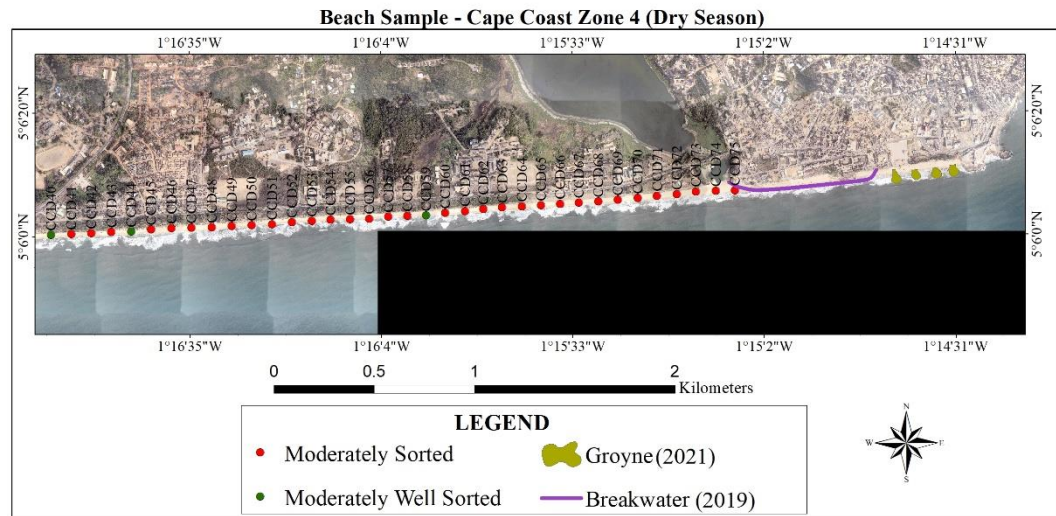 Beach Sample - Cape Coast Zone 4 (Dry Season)
1°16'35"W
1°16'4"W
1°15'33"W
1°15'2"W
1°14'31"W
5°6'20"N
5°6'20"N
CCD40
CCD41
CCD42
CCD43
CCD44
CCD45
CCD46
CCD47
CCD48
CCD49
CCD50
CCD51
CCD52
CCD53
CCD54
CCD55
CCD56
CCD59
CCD60
CCD61
CCD62
CCD63
CCD64
CCD65
CCD66
CCD67
CCD68
CCD69
CCD70
CCD71
CCD72
CCD73
CCD74
CCD75
5°6'0"N
5°6'0"N
1°16'35"W
1°16'4"W
1°15'33"W
1°15'2"W
1°14'31"W
0 0.5 1 2
Kilometers
LEGEND
Moderately Sorted
Groyne (2021)
Moderately Well Sorted
Breakwater (2019)
N
W E
S